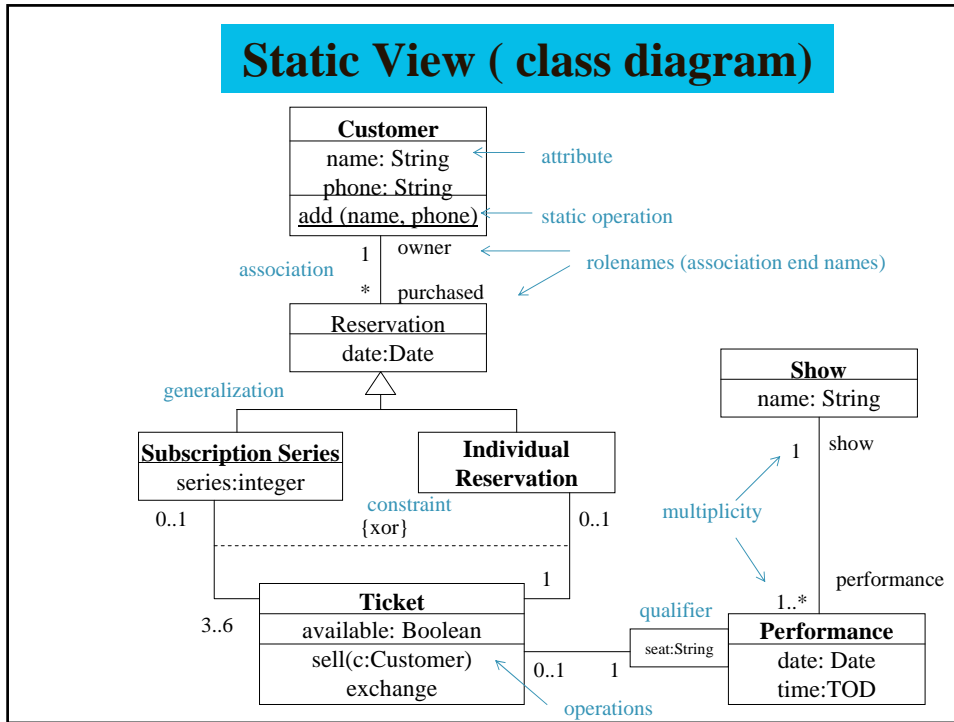 Static View ( class diagram)
Customer
name: String
phone: String
add (name, phone)
attribute
static operation
1
owner
association
rolenames (association end names)
*
purchased
Reservation
date:Date
generalization
Show
name: String
Subscription Series
series:integer
Individual
Reservation
show
1
constraint
{xor}
0..1
0..1
multiplicity
1
performance
3..6
Ticket
available: Boolean
sell(c:Customer)
exchange
qualifier
1..*
seat:String
0..1
1
Performance
date: Date
time:TOD
operations